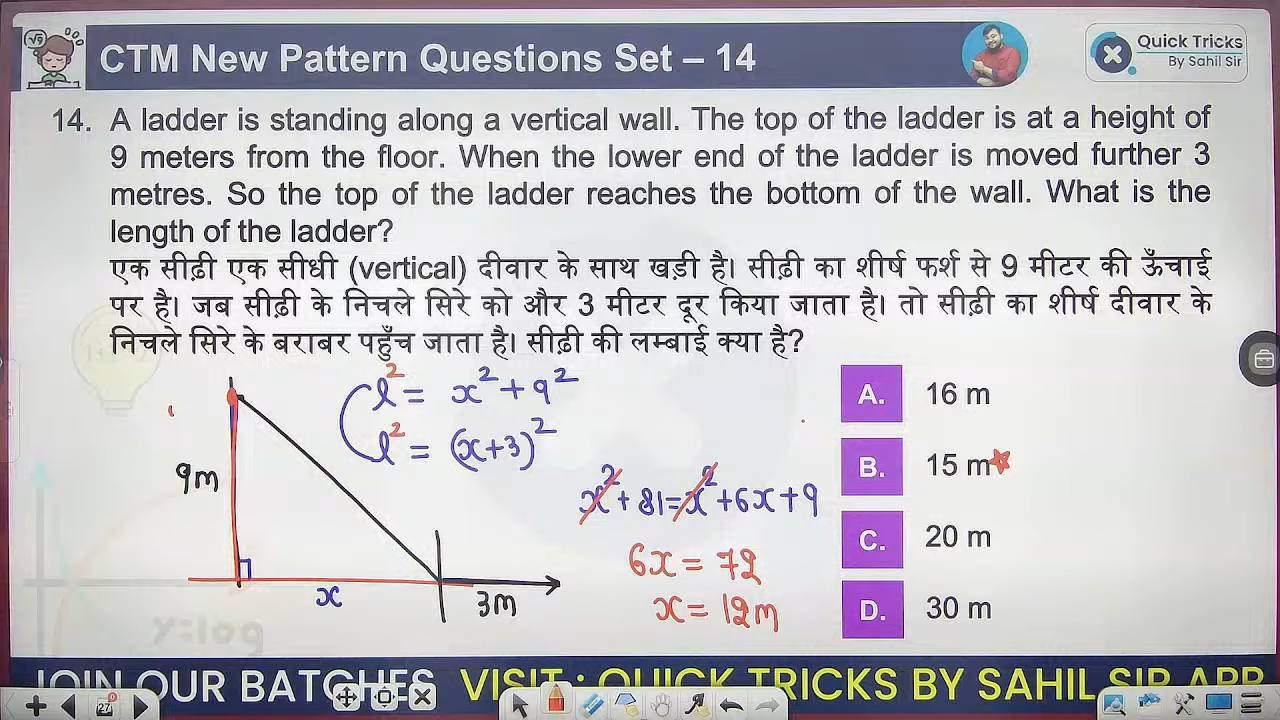 CTM New Pattern Questions Set – 14
Quick Tricks
By Sahil Sir
14. A ladder is standing along a vertical wall. The top of the ladder is at a height of
9 meters from the floor. When the lower end of the ladder is moved further 3
metres. So the top of the ladder reaches the bottom of the wall. What is the
length of the ladder?
एक सीढ़ी एक सीधी (vertical) दीवार के साथ खड़ी है। सीढ़ी का शीर्ष फर्श से 9 मीटर की ऊँचाई
पर है। जब सीढ़ी के निचले सिरे को और 3 मीटर दूर किया जाता है। तो सीढ़ी का शीर्ष दीवार के
निचले सिरे के बराबर पहुँच जाता है। सीढ़ी की लम्बाई क्या है?
l² = x² + 9²
l² = (x+3)²
9m
x
3m
x² + 81 = x² + 6x + 9
6x = 72
x = 12m
A. 16 m
B. 15 m
C. 20 m
D. 30 m
y=log
JOIN OUR BATCHES VISIT : QUICK TRICKS BY SAHIL SIR APP
27